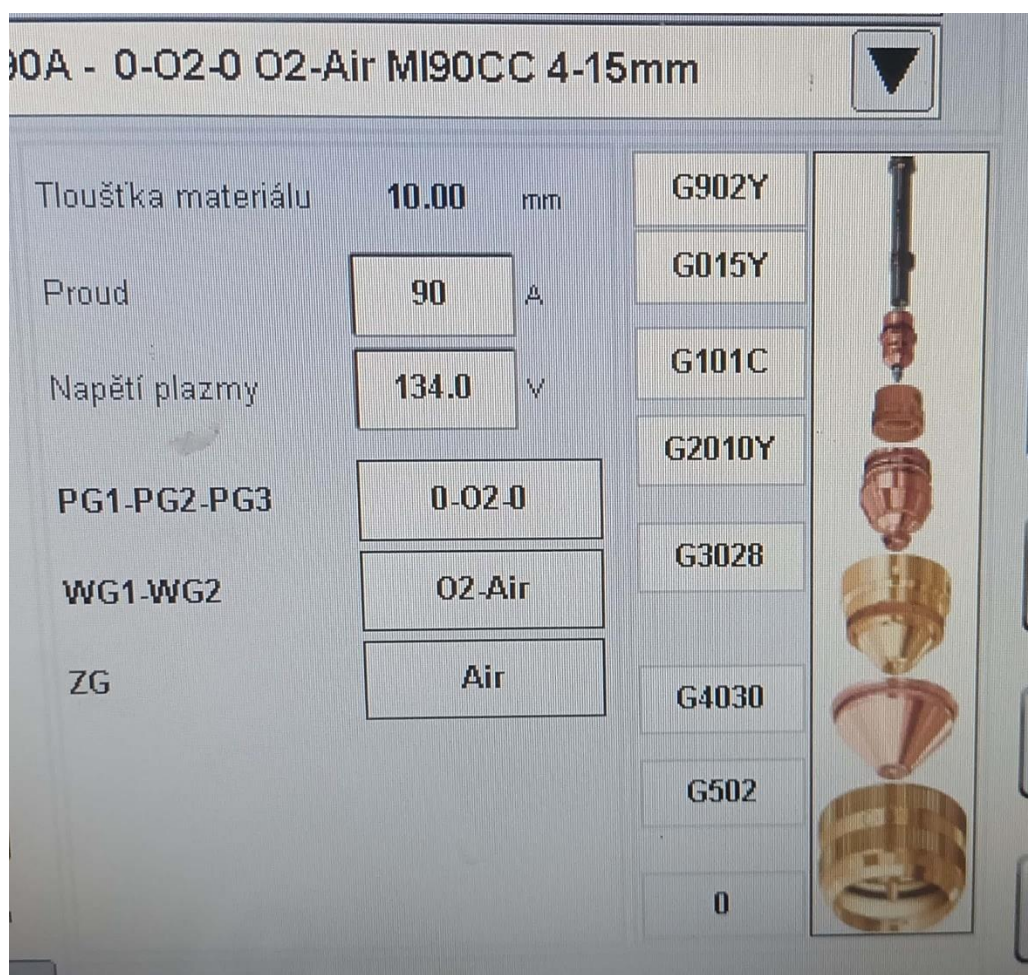 0A - 0-O2-0 O2-Air MI90CC 4-15mm
Tloušťka materiálu 10.00 mm
Proud 90 A
Napětí plazmy 134.0 V
PG1-PG2-PG3 0-O2-0
WG1-WG2 O2-Air
ZG Air
G902Y
G015Y
G101C
G2010Y
G3028
G4030
G502
0